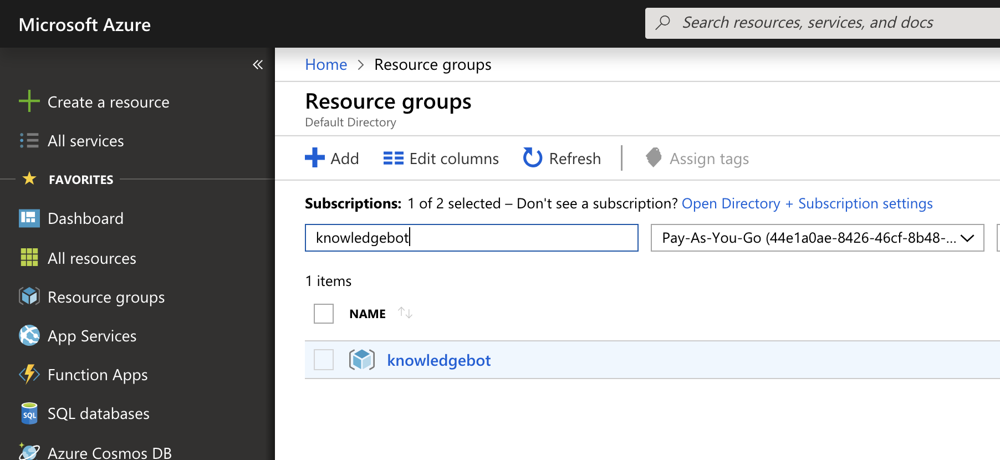 Microsoft Azure
Search resources, services, and docs
«
Create a resource
All services
FAVORITES
Dashboard
All resources
Resource groups
App Services
Function Apps
SQL
SQL databases
Azure Cosmos DB
Home > Resource groups
Resource groups
Default Directory
Add
Edit columns
Refresh
Assign tags
Subscriptions: 1 of 2 selected – Don't see a subscription? Open Directory + Subscription settings
knowledgebot
Pay-As-You-Go (44e1a0ae-8426-46cf-8b48-...
1 items
NAME ↑↓
knowledgebot